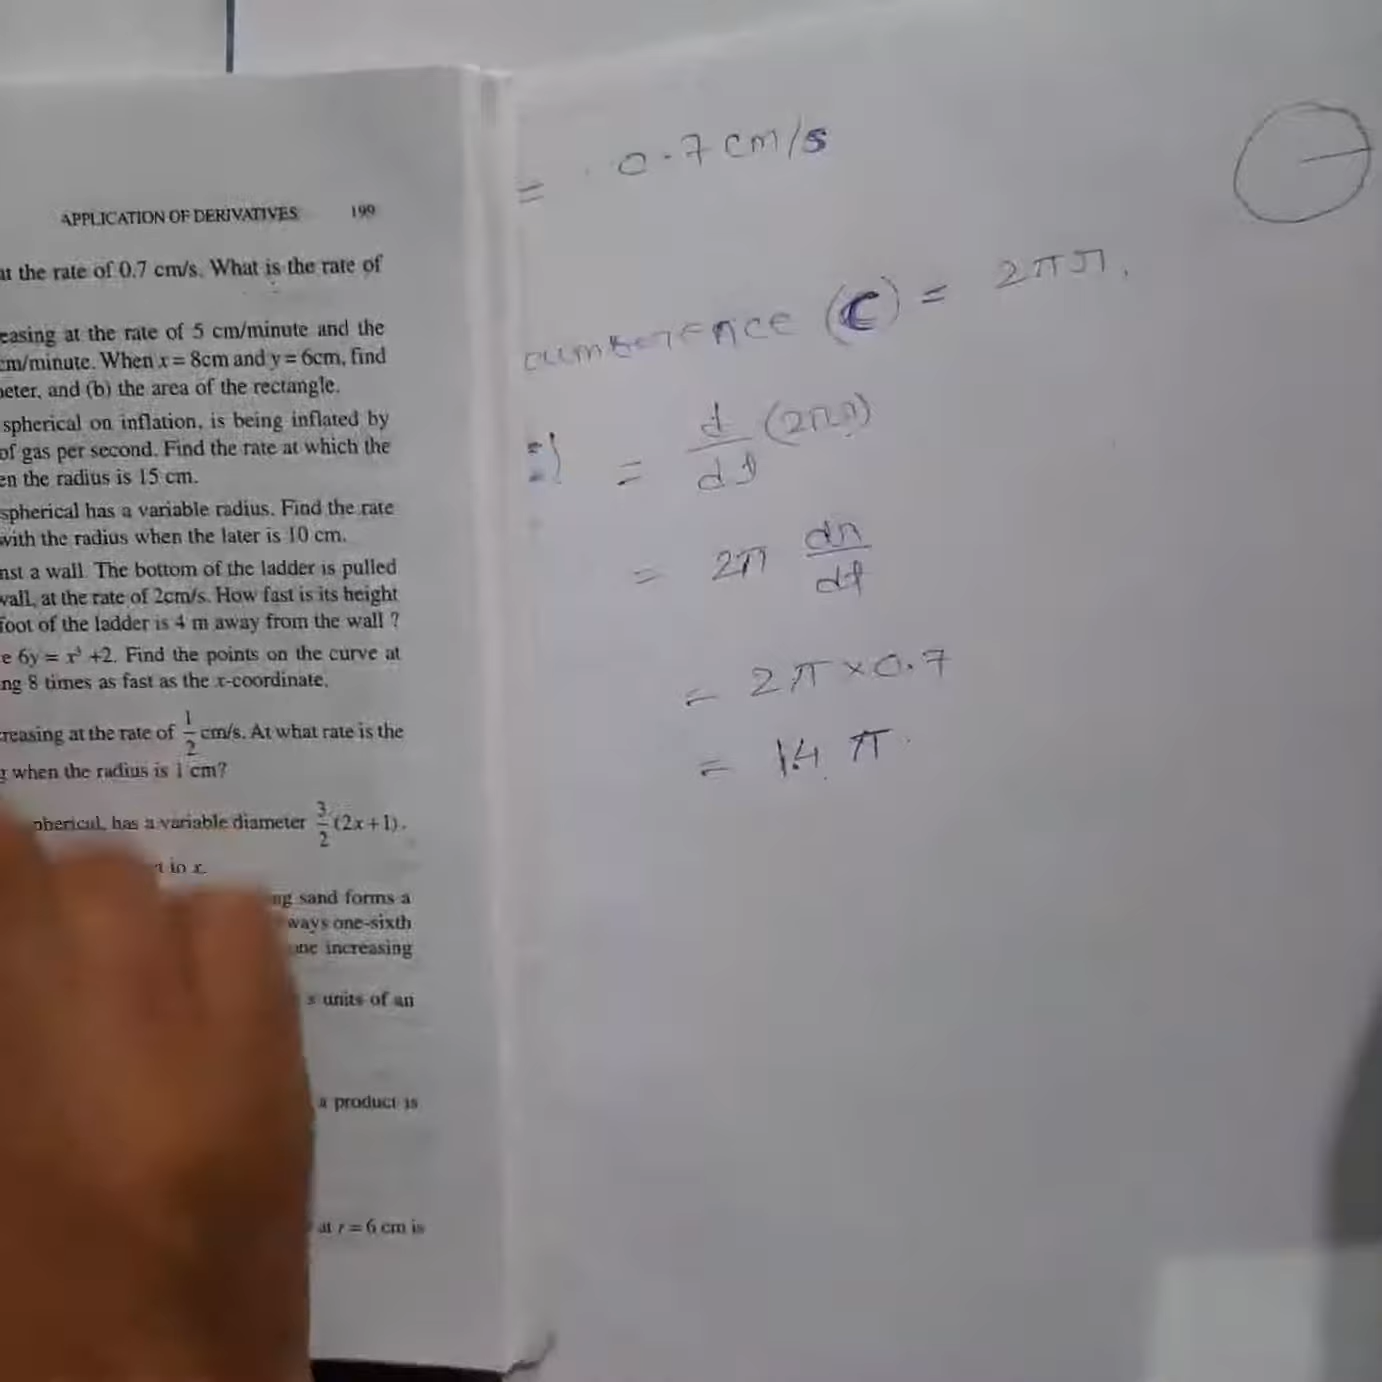 APPLICATION OF DERIVATIVES 199
at the rate of 0.7 cm/s. What is the rate of
easing at the rate of 5 cm/minute and the
cm/minute. When x = 8cm and y = 6cm, find
eter, and (b) the area of the rectangle.
spherical on inflation, is being inflated by
of gas per second. Find the rate at which the
en the radius is 15 cm.
spherical has a variable radius. Find the rate
with the radius when the later is 10 cm.
nst a wall. The bottom of the ladder is pulled
wall, at the rate of 2cm/s. How fast is its height
foot of the ladder is 4 m away from the wall ?
e 6y = x³ +2. Find the points on the curve at
ng 8 times as fast as the x-coordinate.
reasing at the rate of 1/2 cm/s. At what rate is the
when the radius is 1 cm?
pherical, has a variable diameter 3/2 (2x+1).
t to x.
ng sand forms a
ways one-sixth
one increasing
s units of an
a product is
at r = 6 cm is
= 0.7 cm/s
cumference (C) = 2πr.
= d/dt (2πr)
= 2π dr/dt
= 2π × 0.7
= 1.4 π.